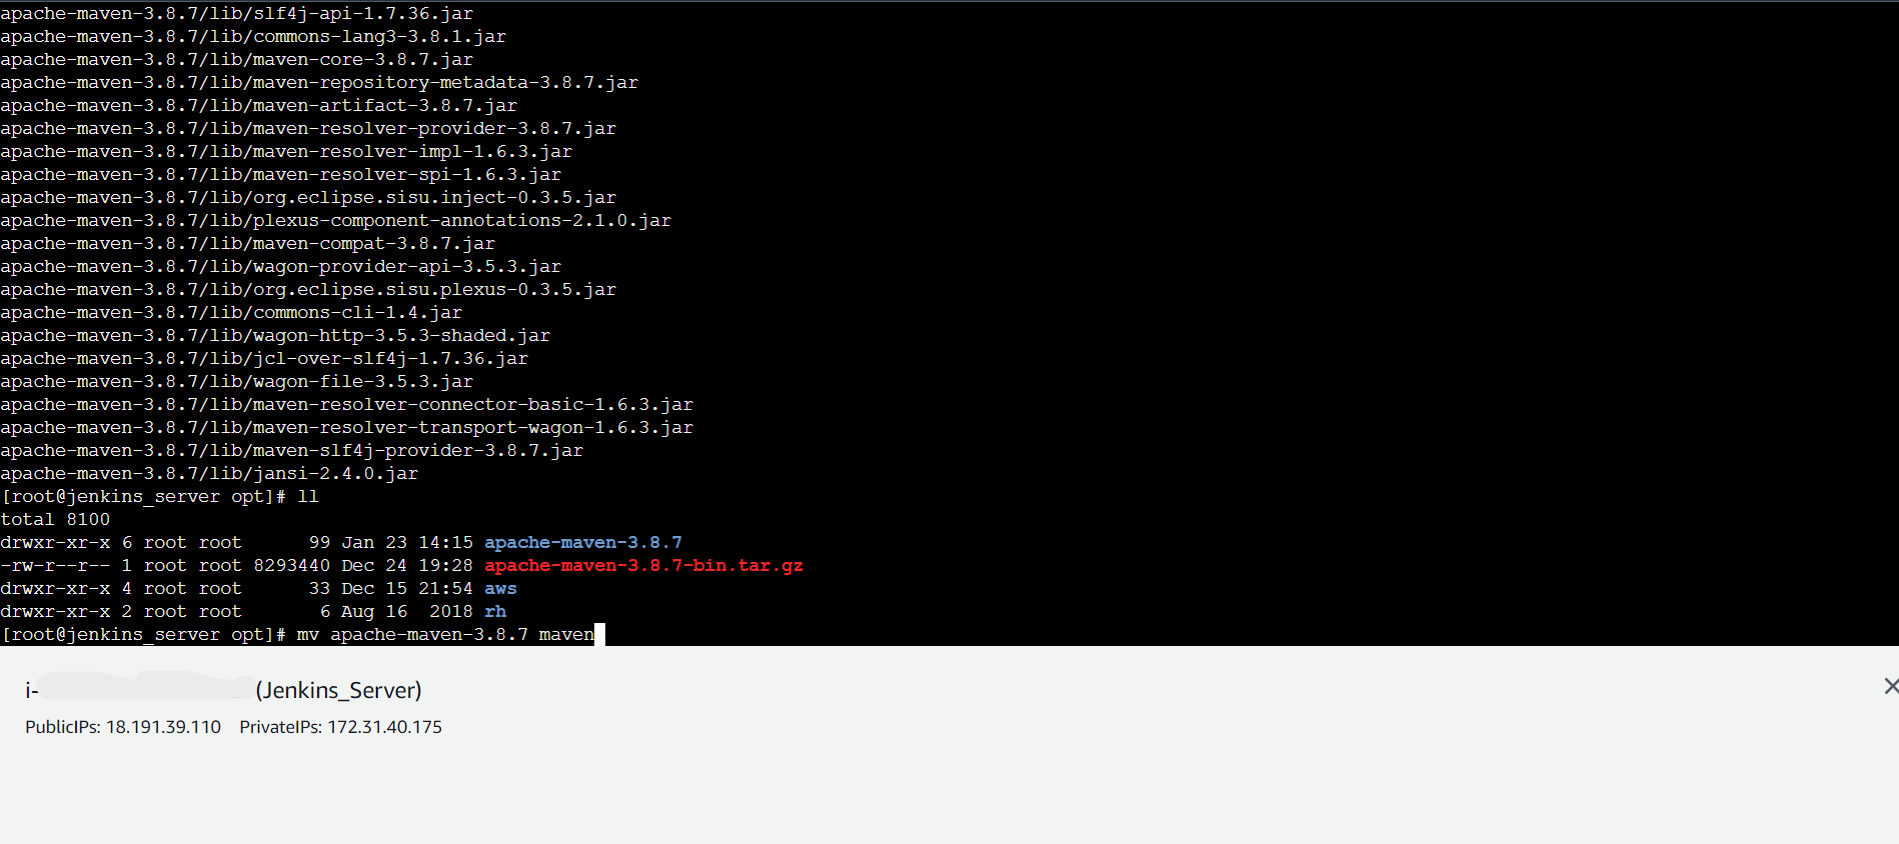 apache-maven-3.8.7/lib/slf4j-api-1.7.36.jar
apache-maven-3.8.7/lib/commons-lang3-3.8.1.jar
apache-maven-3.8.7/lib/maven-core-3.8.7.jar
apache-maven-3.8.7/lib/maven-repository-metadata-3.8.7.jar
apache-maven-3.8.7/lib/maven-artifact-3.8.7.jar
apache-maven-3.8.7/lib/maven-resolver-provider-3.8.7.jar
apache-maven-3.8.7/lib/maven-resolver-impl-1.6.3.jar
apache-maven-3.8.7/lib/maven-resolver-spi-1.6.3.jar
apache-maven-3.8.7/lib/org.eclipse.sisu.inject-0.3.5.jar
apache-maven-3.8.7/lib/plexus-component-annotations-2.1.0.jar
apache-maven-3.8.7/lib/maven-compat-3.8.7.jar
apache-maven-3.8.7/lib/wagon-provider-api-3.5.3.jar
apache-maven-3.8.7/lib/org.eclipse.sisu.plexus-0.3.5.jar
apache-maven-3.8.7/lib/commons-cli-1.4.jar
apache-maven-3.8.7/lib/wagon-http-3.5.3-shaded.jar
apache-maven-3.8.7/lib/jcl-over-slf4j-1.7.36.jar
apache-maven-3.8.7/lib/wagon-file-3.5.3.jar
apache-maven-3.8.7/lib/maven-resolver-connector-basic-1.6.3.jar
apache-maven-3.8.7/lib/maven-resolver-transport-wagon-1.6.3.jar
apache-maven-3.8.7/lib/maven-slf4j-provider-3.8.7.jar
apache-maven-3.8.7/lib/jansi-2.4.0.jar
[root@jenkins_server opt]# ll
total 8100
drwxr-xr-x 6 root root      99 Jan 23 14:15 apache-maven-3.8.7
-rw-r--r-- 1 root root 8293440 Dec 24 19:28 apache-maven-3.8.7-bin.tar.gz
drwxr-xr-x 4 root root      33 Dec 15 21:54 aws
drwxr-xr-x 2 root root       6 Aug 16  2018 rh
[root@jenkins_server opt]# mv apache-maven-3.8.7 maven
i- (Jenkins_Server)
PublicIPs: 18.191.39.110 PrivateIPs: 172.31.40.175